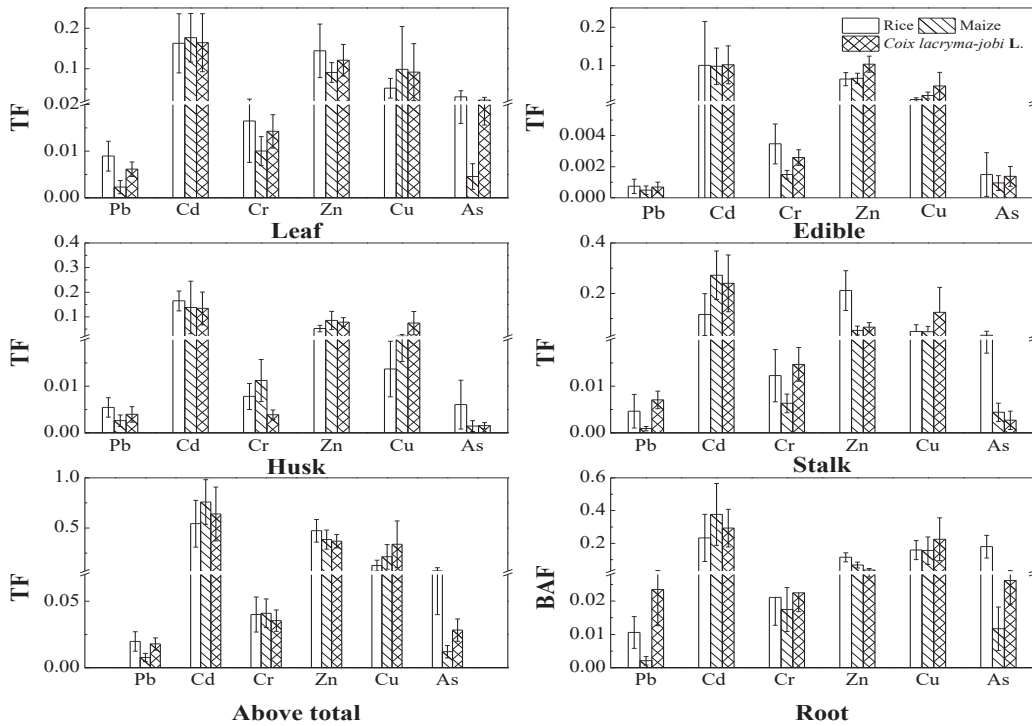 Rice Maize
Coix lacryma-jobi L.
TF
0.2
0.1
0.02
0.01
0.00
Pb Cd Cr Zn Cu As
Leaf
TF
0.2
0.1
0.004
0.002
0.000
Pb Cd Cr Zn Cu As
Edible
TF
0.4
0.3
0.2
0.1
0.01
0.00
Pb Cd Cr Zn Cu As
Husk
TF
0.4
0.2
0.01
0.00
Pb Cd Cr Zn Cu As
Stalk
TF
1.0
0.5
0.05
0.00
Pb Cd Cr Zn Cu As
Above total
BAF
0.6
0.4
0.2
0.02
0.01
0.00
Pb Cd Cr Zn Cu As
Root